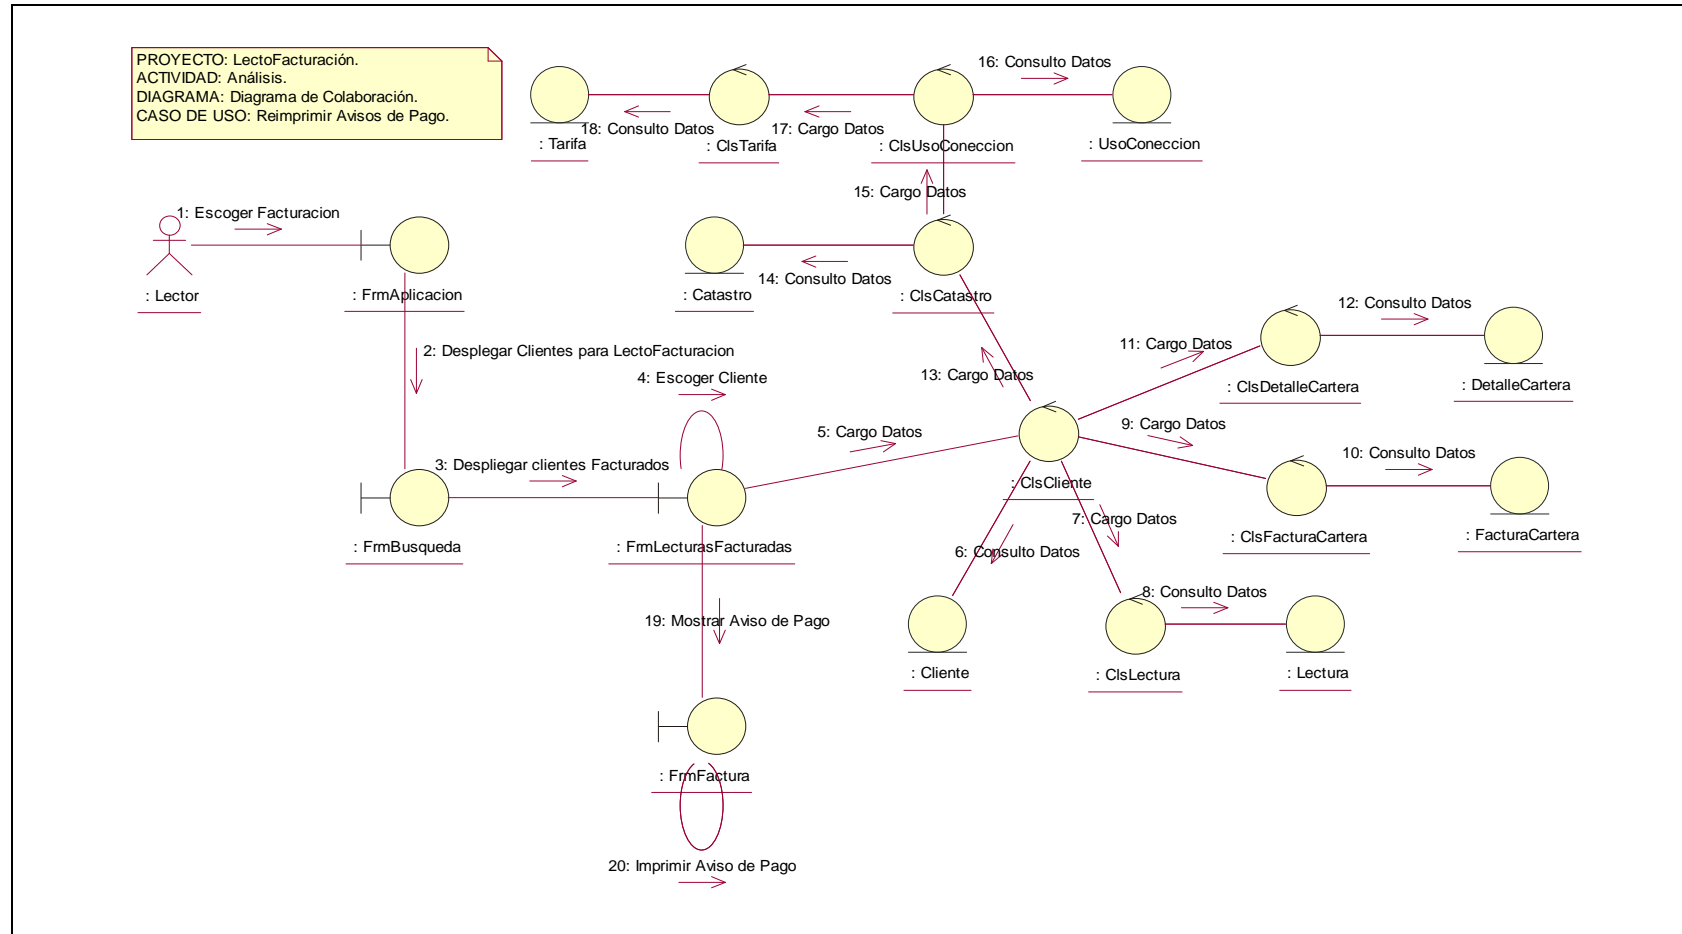 PROYECTO: LectoFacturación.
ACTIVIDAD: Análisis.
DIAGRAMA: Diagrama de Colaboración.
CASO DE USO: Reimprimir Avisos de Pago.
16: Consulto Datos
18: Consulto Datos
17: Cargo Datos
: Tarifa
: ClsTarifa
: ClsUsoConeccion
: UsoConeccion
15: Cargo Datos
1: Escoger Facturacion
14: Consulto Datos
: Lector
: FrmAplicacion
: Catastro
: ClsCatastro
12: Consulto Datos
11: Cargo Datos
2: Desplegar Clientes para LectoFacturacion
4: Escoger Cliente
13: Cargo Datos
: ClsDetalleCartera
: DetalleCartera
5: Cargo Datos
9: Cargo Datos
10: Consulto Datos
3: Despliegar clientes Facturados
: ClsCliente
7: Cargo Datos
: ClsFacturaCartera
: FacturaCartera
: FrmBusqueda
: FrmLecturasFacturadas
6: Consulto Datos
8: Consulto Datos
19: Mostrar Aviso de Pago
: Cliente
: ClsLectura
: Lectura
: FrmFactura
20: Imprimir Aviso de Pago